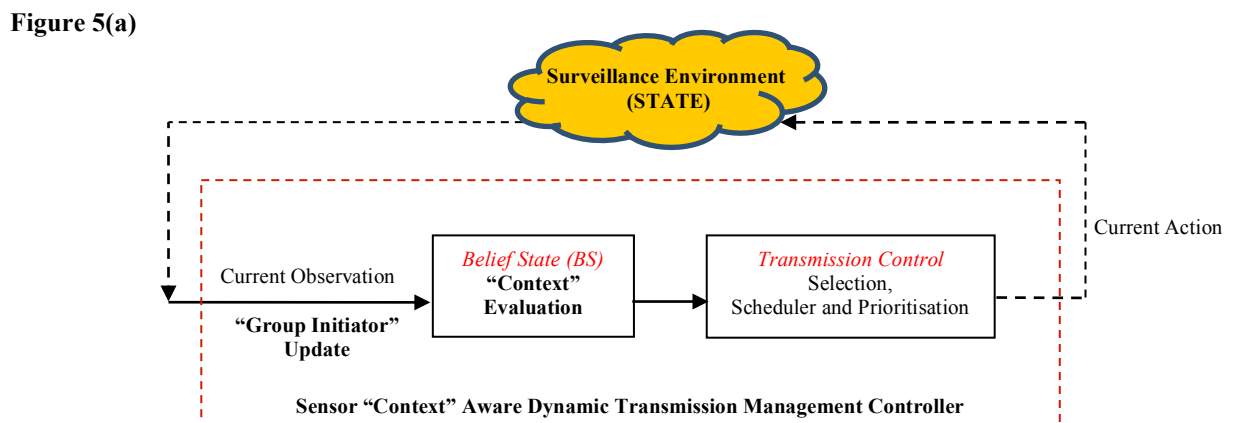 Figure 5(a)
Surveillance Environment
(STATE)
Current Action
Current Observation
“Group Initiator”
Update
Belief State (BS)
“Context”
Evaluation
Transmission Control
Selection,
Scheduler and Prioritisation
Sensor “Context” Aware Dynamic Transmission Management Controller